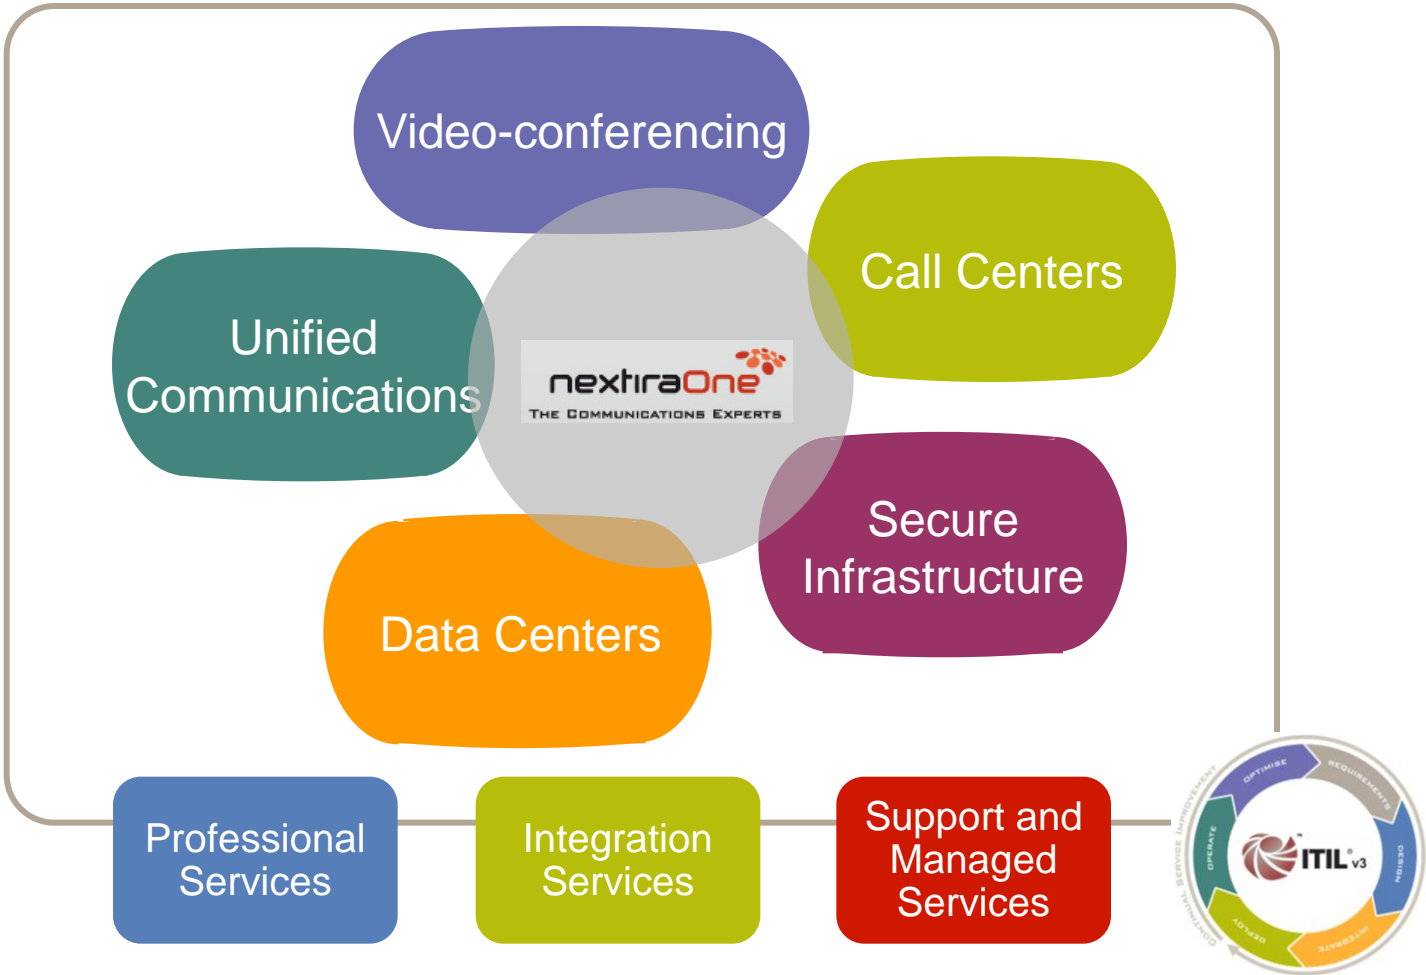 Video-conferencing
Call Centers
Unified
Communications
nextiraOne
THE COMMUNICATIONS EXPERTS
Secure
Infrastructure
Data Centers
Professional
Services
Integration
Services
Support and
Managed
Services
CONTINUAL SERVICE IMPROVEMENT
OPTIMISE
REQUIREMENTS
DESIGN
INTEGRATE
DEPLOY
OPERATE
ITIL® v3
™